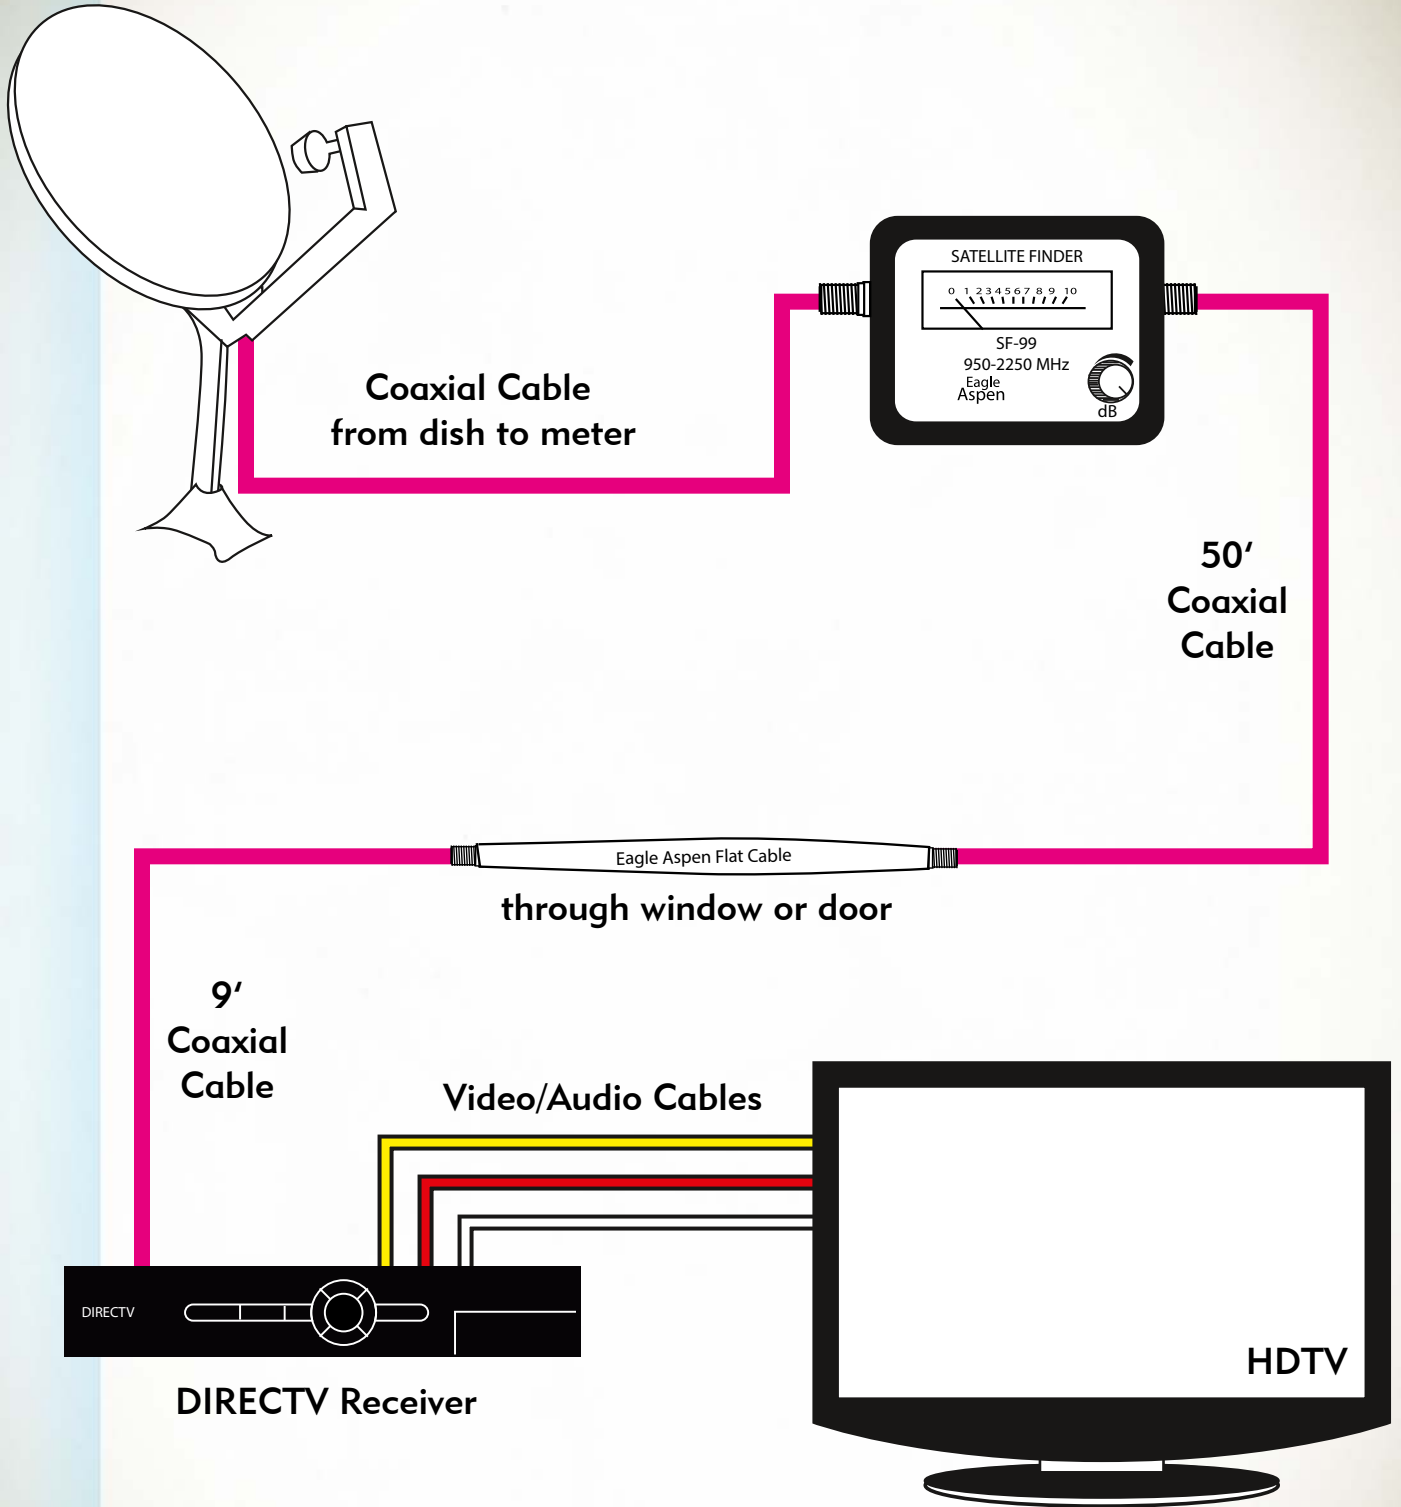 SATELLITE FINDER
0 1 2 3 4 5 6 7 8 9 10
SF-99
950-2250 MHz
Eagle
Aspen
dB
Coaxial Cable
from dish to meter
50‘
Coaxial
Cable
Eagle Aspen Flat Cable
through window or door
9‘
Coaxial
Cable
Video/Audio Cables
DIRECTV
DIRECTV Receiver
HDTV